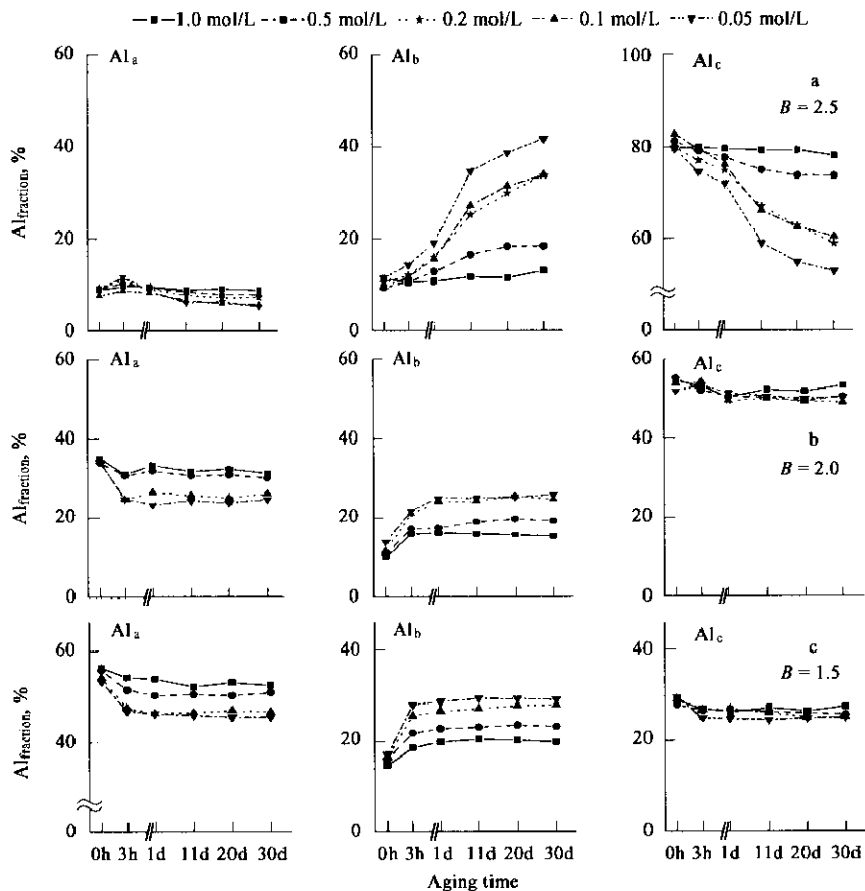 1.0 mol/L 0.5 mol/L 0.2 mol/L 0.1 mol/L 0.05 mol/L
60 Al_a 60 Al_b 100 Al_c a
B = 2.5
40 40 80
Al_fraction, %
20 20 60
0 0 0
60 Al_a 60 Al_b 60 Al_c
40 40 40 b
B = 2.0
Al_fraction, %
20 20 20
0 0 0
Al_a 60 Al_b 60 Al_c c
60 B = 1.5
40 40
Al_fraction, %
40 20 20
0 0 0
0h 3h 1d 11d 20d 30d 0h 3h 1d 11d 20d 30d 0h 3h 1d 11d 20d 30d
Aging time